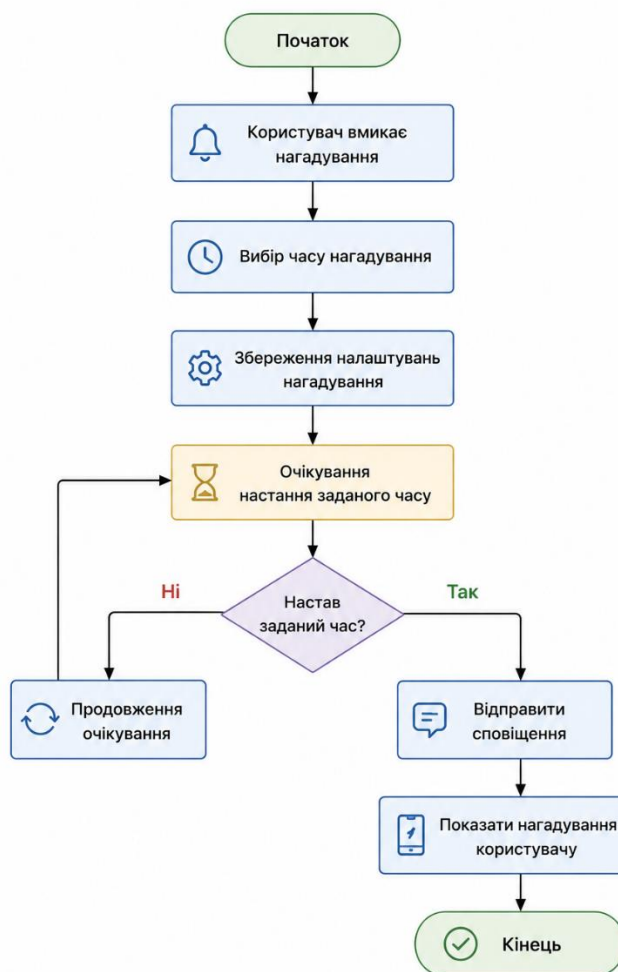 Початок
Користувач вмикає
нагадування
Вибір часу нагадування
Збереження налаштувань
нагадування
Очікування
настання заданого часу
Настав
заданий час?
Ні
Так
Продовження
очікування
Відправити
сповіщення
Показати нагадування
користувачу
Кінець